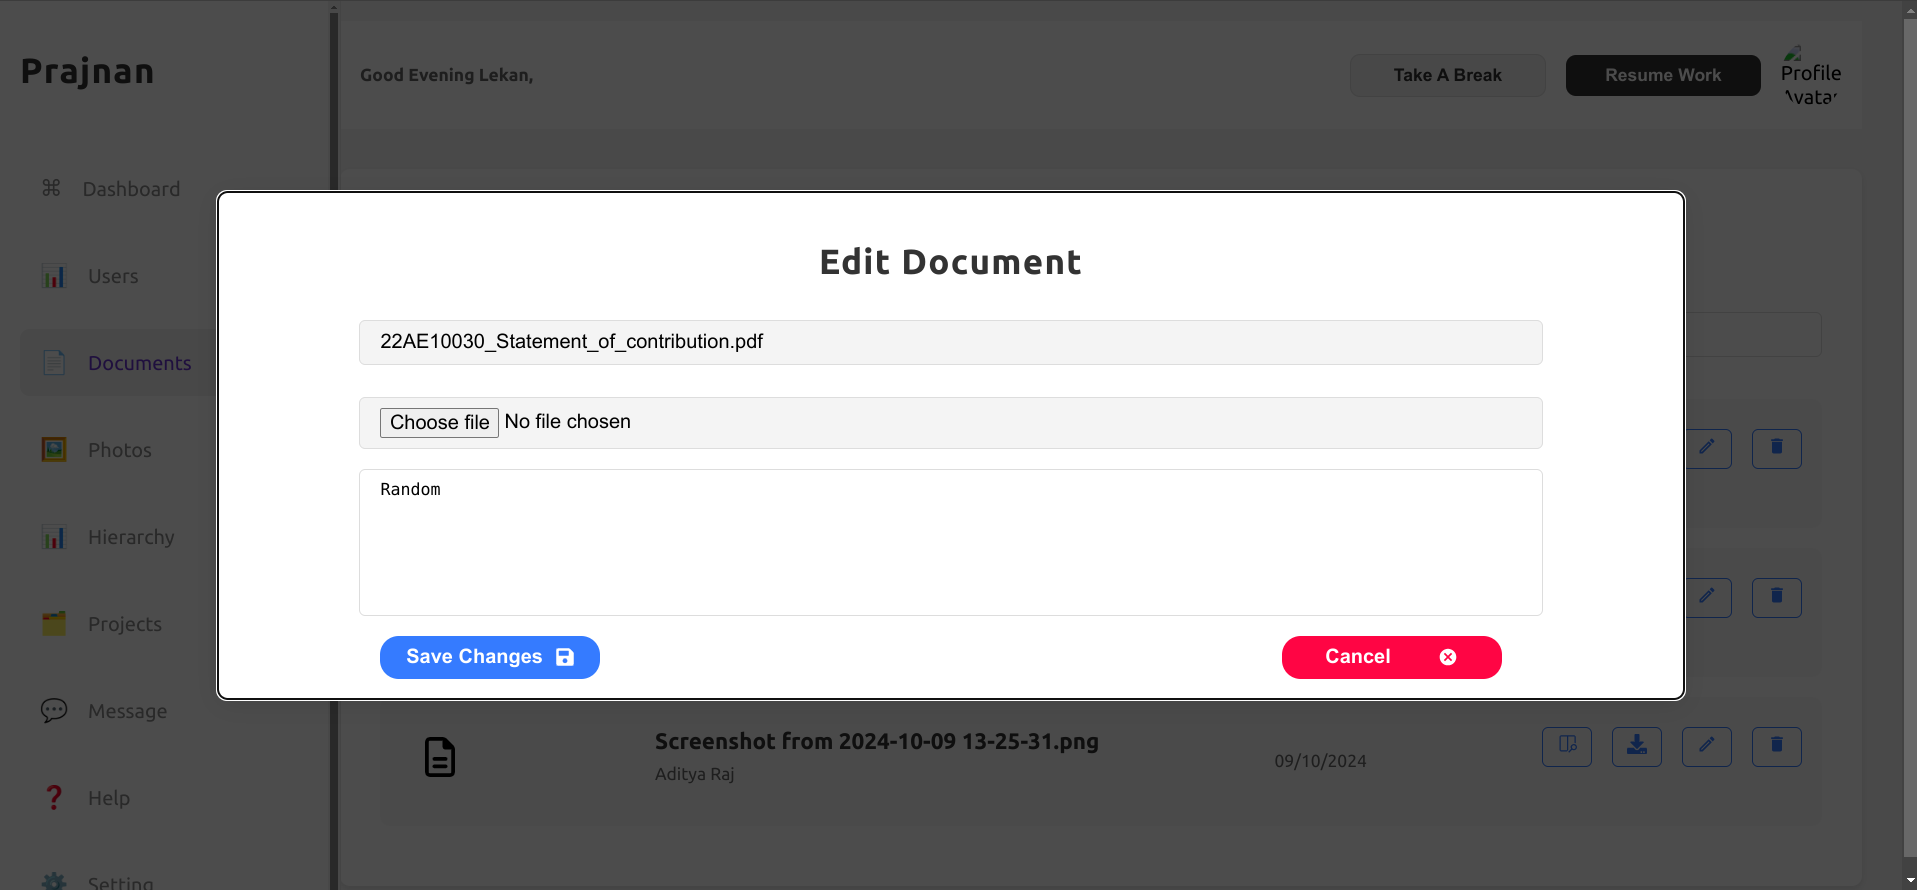 Prajnan
Good Evening Lekan,
Take A Break
Resume Work
Profile
Avatar
Dashboard
Users
Documents
Photos
Hierarchy
Projects
Message
Help
Setting
Edit Document
22AE10030_Statement_of_contribution.pdf
Choose file No file chosen
Random
Save Changes
Cancel
Screenshot from 2024-10-09 13-25-31.png
Aditya Raj
09/10/2024